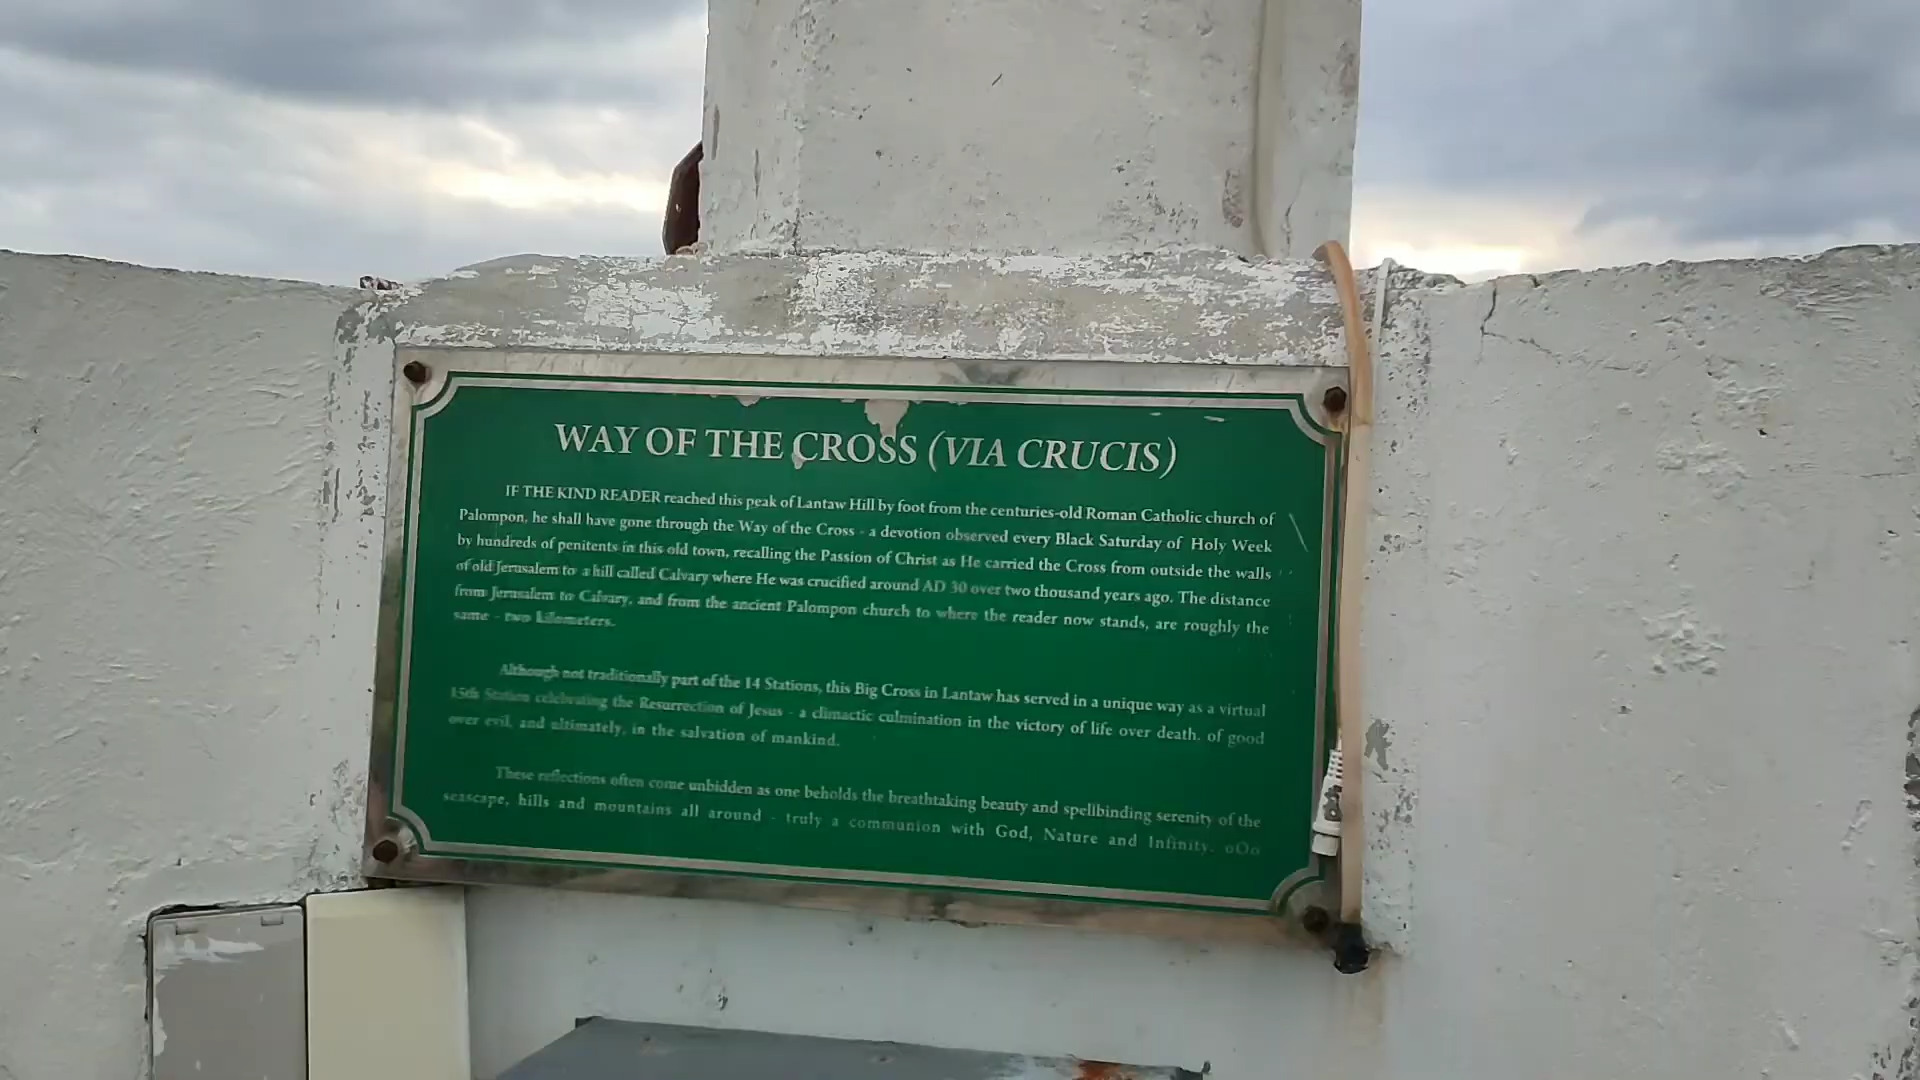 WAY OF THE CROSS (VIA CRUCIS)
IF THE KIND READER reached this peak of Lantaw Hill by foot from the centuries-old Roman Catholic church of
Palompon, he shall have gone through the Way of the Cross - a devotion observed every Black Saturday of Holy Week
by hundreds of penitents in this old town, recalling the Passion of Christ as He carried the Cross from outside the walls
of old Jerusalem to a hill called Calvary where He was crucified around AD 30 over two thousand years ago. The distance
from Jerusalem to Calvary, and from the ancient Palompon church to where the reader now stands, are roughly the
same - two kilometers.
Although not traditionally part of the 14 Stations, this Big Cross in Lantaw has served in a unique way as a virtual
15th Station celebrating the Resurrection of Jesus - a climactic culmination in the victory of life over death, of good
over evil, and ultimately, in the salvation of mankind.
These reflections often come unbidden as one beholds the breathtaking beauty and spellbinding serenity of the
seascape, hills and mountains all around - truly a communion with God, Nature and Infinity. oOo